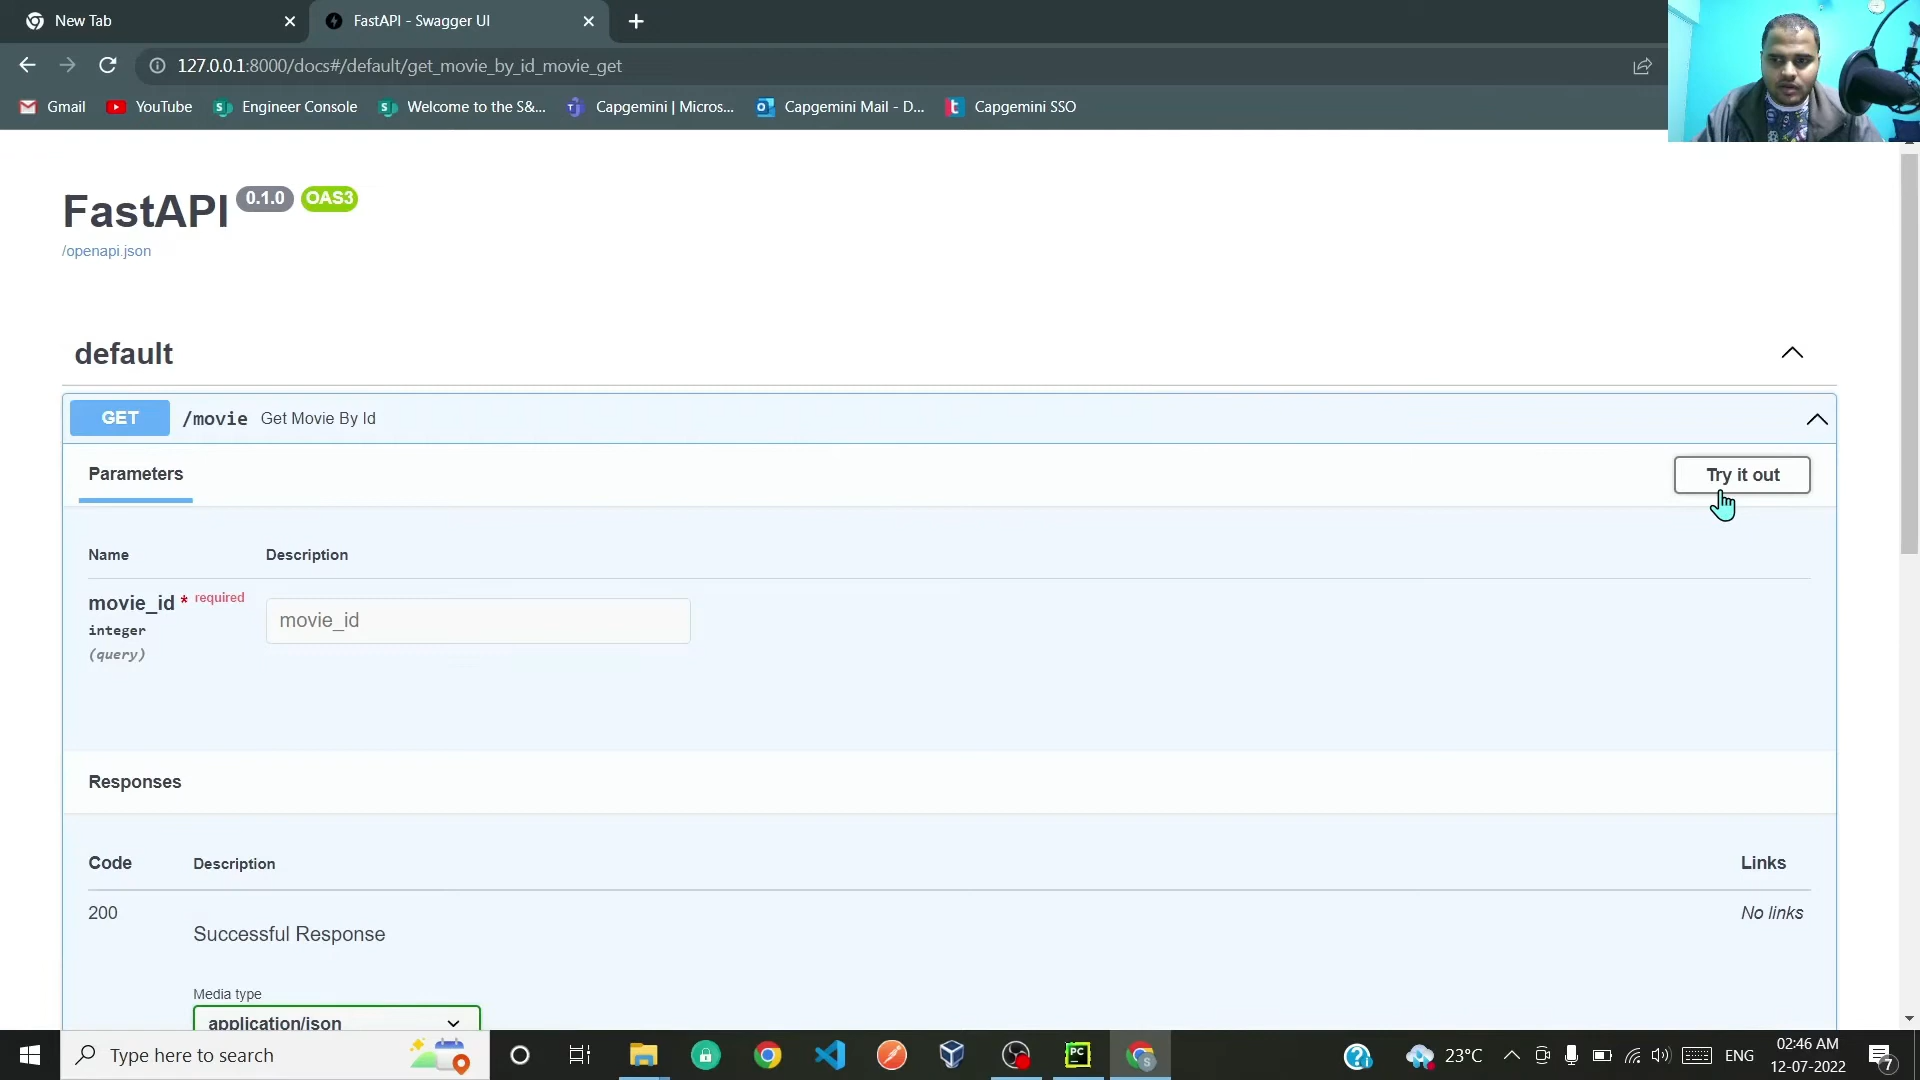 New Tab
FastAPI - Swagger UI
127.0.0.1:8000/docs#/default/get_movie_by_id_movie_get
Gmail
YouTube
Engineer Console
Welcome to the S&...
Capgemini | Micros...
Capgemini Mail - D...
Capgemini SSO
FastAPI 0.1.0 OAS3
/openapi.json
default
GET /movie Get Movie By Id
Parameters
Try it out
Name Description
movie_id * required
integer
(query)
movie_id
Responses
Code Description Links
200
Successful Response
No links
Media type
application/json
Type here to search
PC
23°C
ENG
02:46 AM
12-07-2022
7